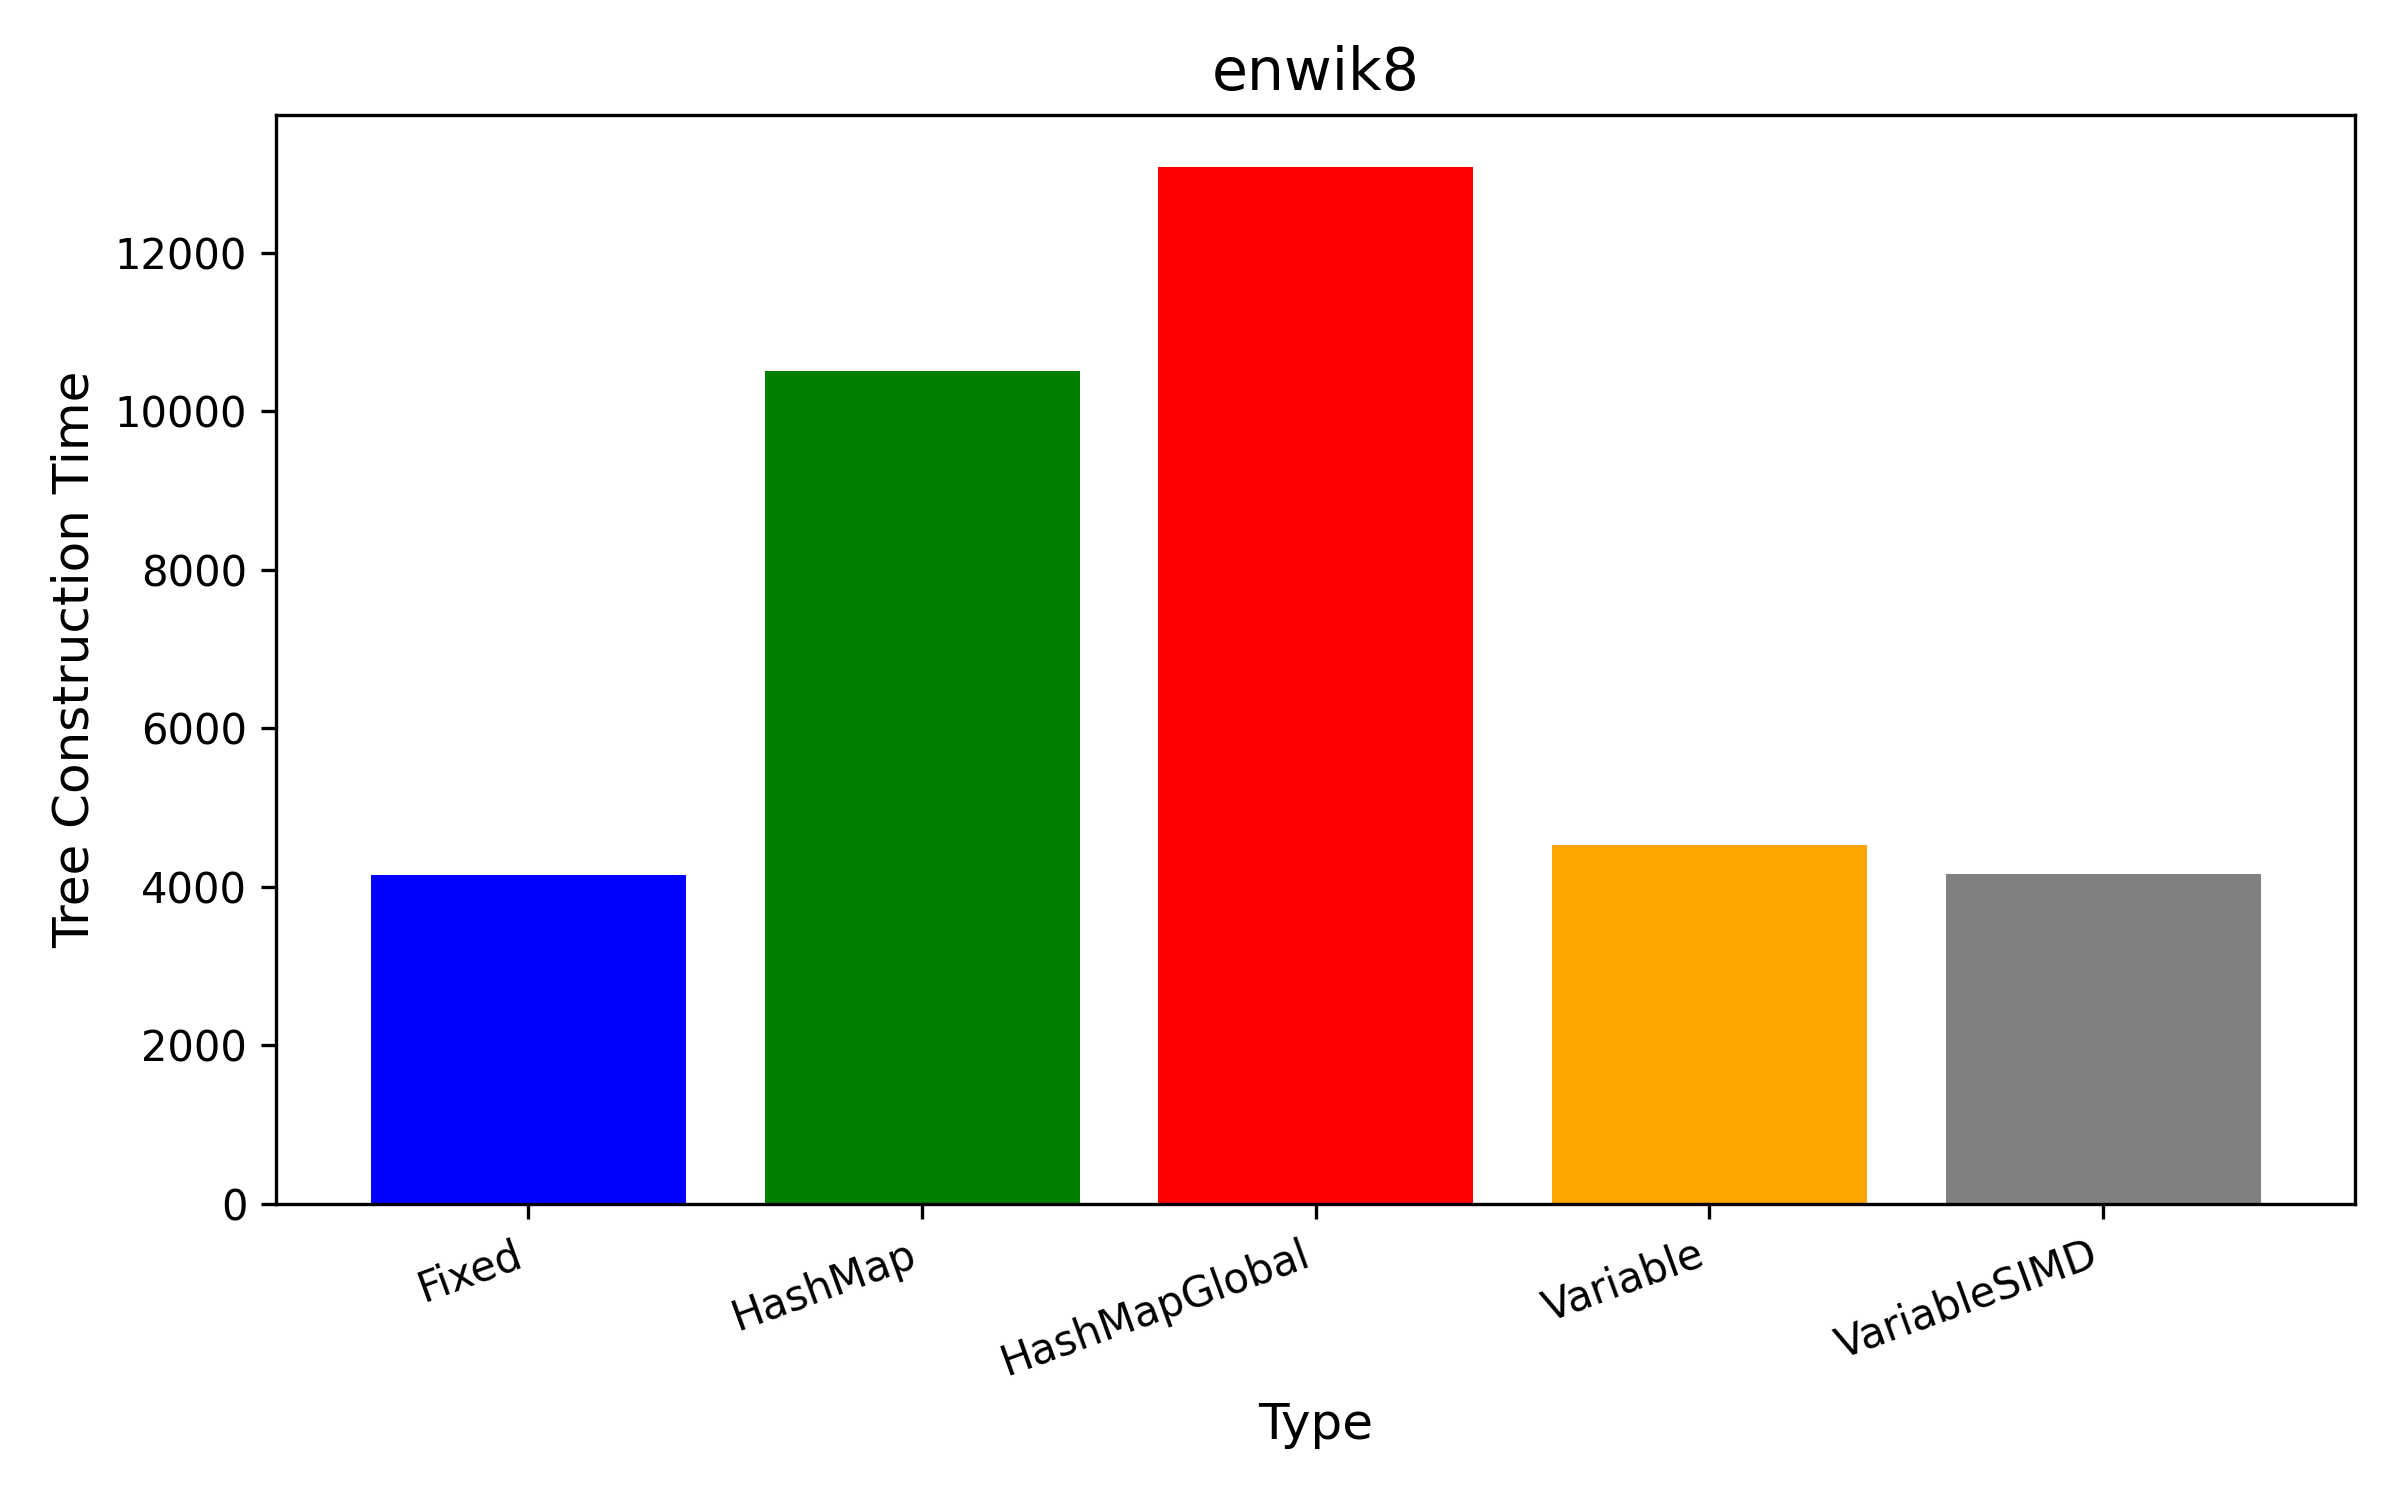 enwik8
Tree Construction Time
12000
10000
8000
6000
4000
2000
0
Fixed
HashMap
HashMapGlobal
Variable
VariableSIMD
Type